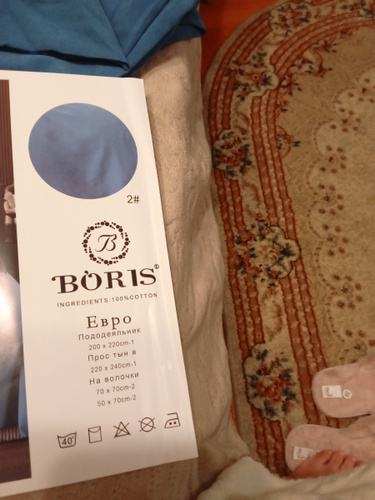 2#
B
BORIS®
INGREDIENTS:100%COTTON
Евро
Пододеяльник
200 x 220cm-1
Прос тын я
220 x 240cm-1
На волочки
70 x 70cm-2
50 x 70cm-2
40°